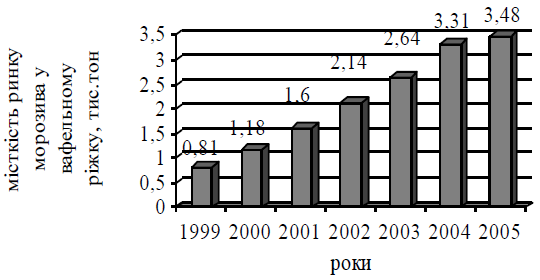 місткість ринку
морозива у
вафельному
ріжку, тис.тон
3,5
3
2,5
2
1,5
1
0,5
0
0,81
1,18
1,6
2,14
2,64
3,31
3,48
1999 2000 2001 2002 2003 2004 2005
роки